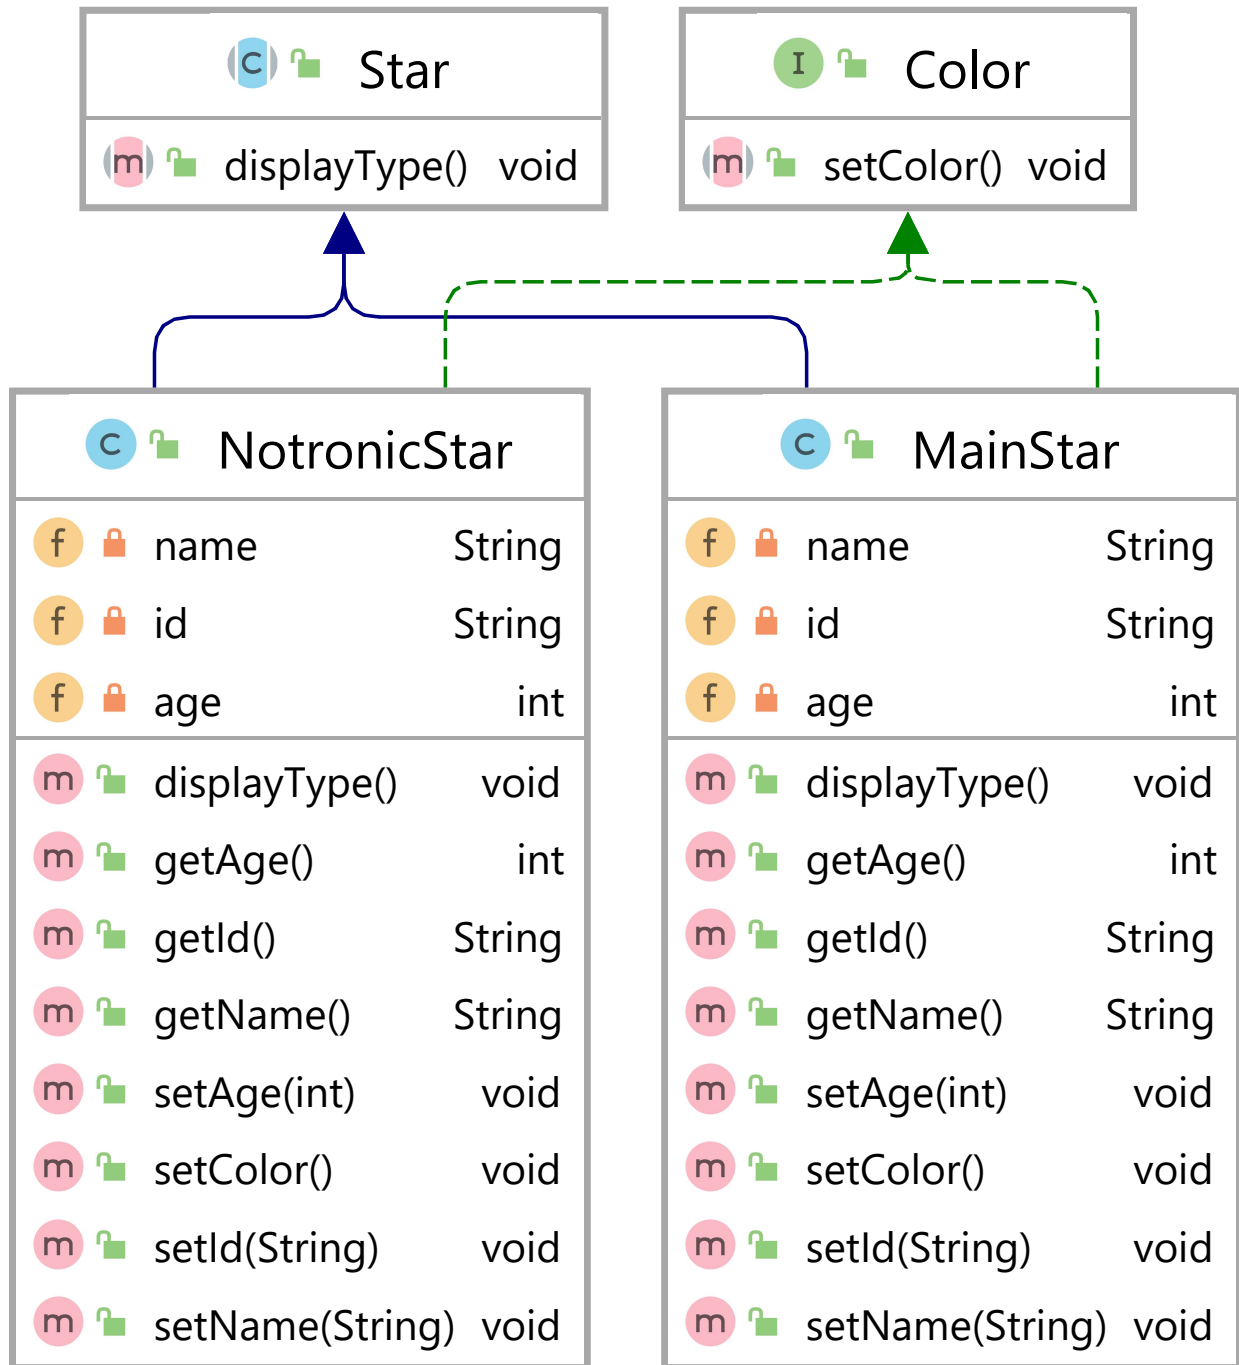 C Star
m displayType() void
I Color
m setColor() void
C NotronicStar
f name String
f id String
f age int
m displayType() void
m getAge() int
m getId() String
m getName() String
m setAge(int) void
m setColor() void
m setId(String) void
m setName(String) void
C MainStar
f name String
f id String
f age int
m displayType() void
m getAge() int
m getId() String
m getName() String
m setAge(int) void
m setColor() void
m setId(String) void
m setName(String) void